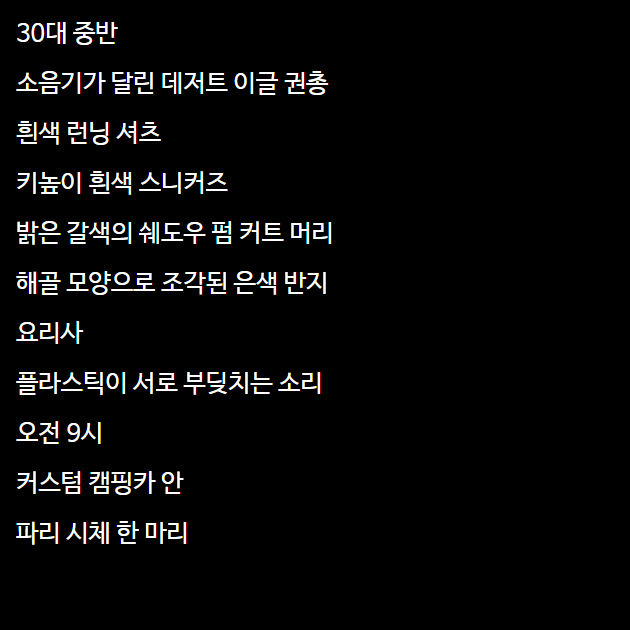 30대 중반
소음기가 달린 데저트 이글 권총
흰색 런닝 셔츠
키높이 흰색 스니커즈
밝은 갈색의 쉐도우 펌 커트 머리
해골 모양으로 조각된 은색 반지
요리사
플라스틱이 서로 부딪치는 소리
오전 9시
커스텀 캠핑카 안
파리 시체 한 마리